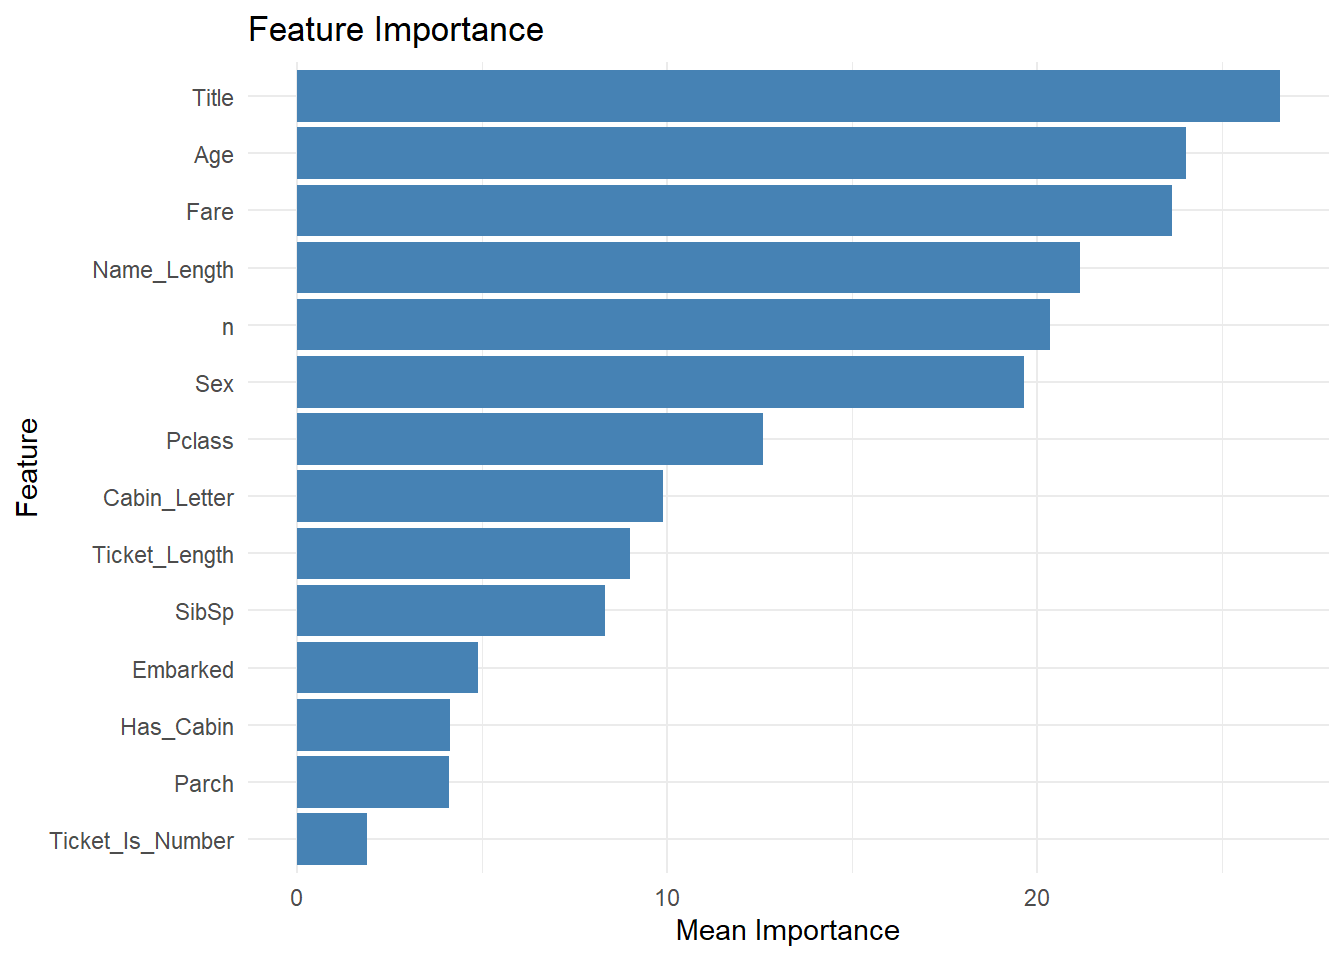 Feature Importance
Title
Age
Fare
Name_Length
n
Sex
Pclass
Cabin_Letter
Ticket_Length
SibSp
Embarked
Has_Cabin
Parch
Ticket_Is_Number
Feature
0 10 20
Mean Importance